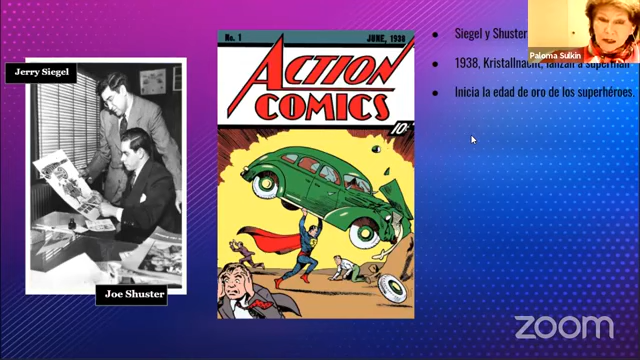 Jerry Siegel
Joe Shuster
No. 1
JUNE, 1938
ACTION
COMICS
10¢
Siegel y Shuster
1938, Kristallnacht, lanzan a superman
Inicia la edad de oro de los superhéroes.
Paloma Sulkin
zoom